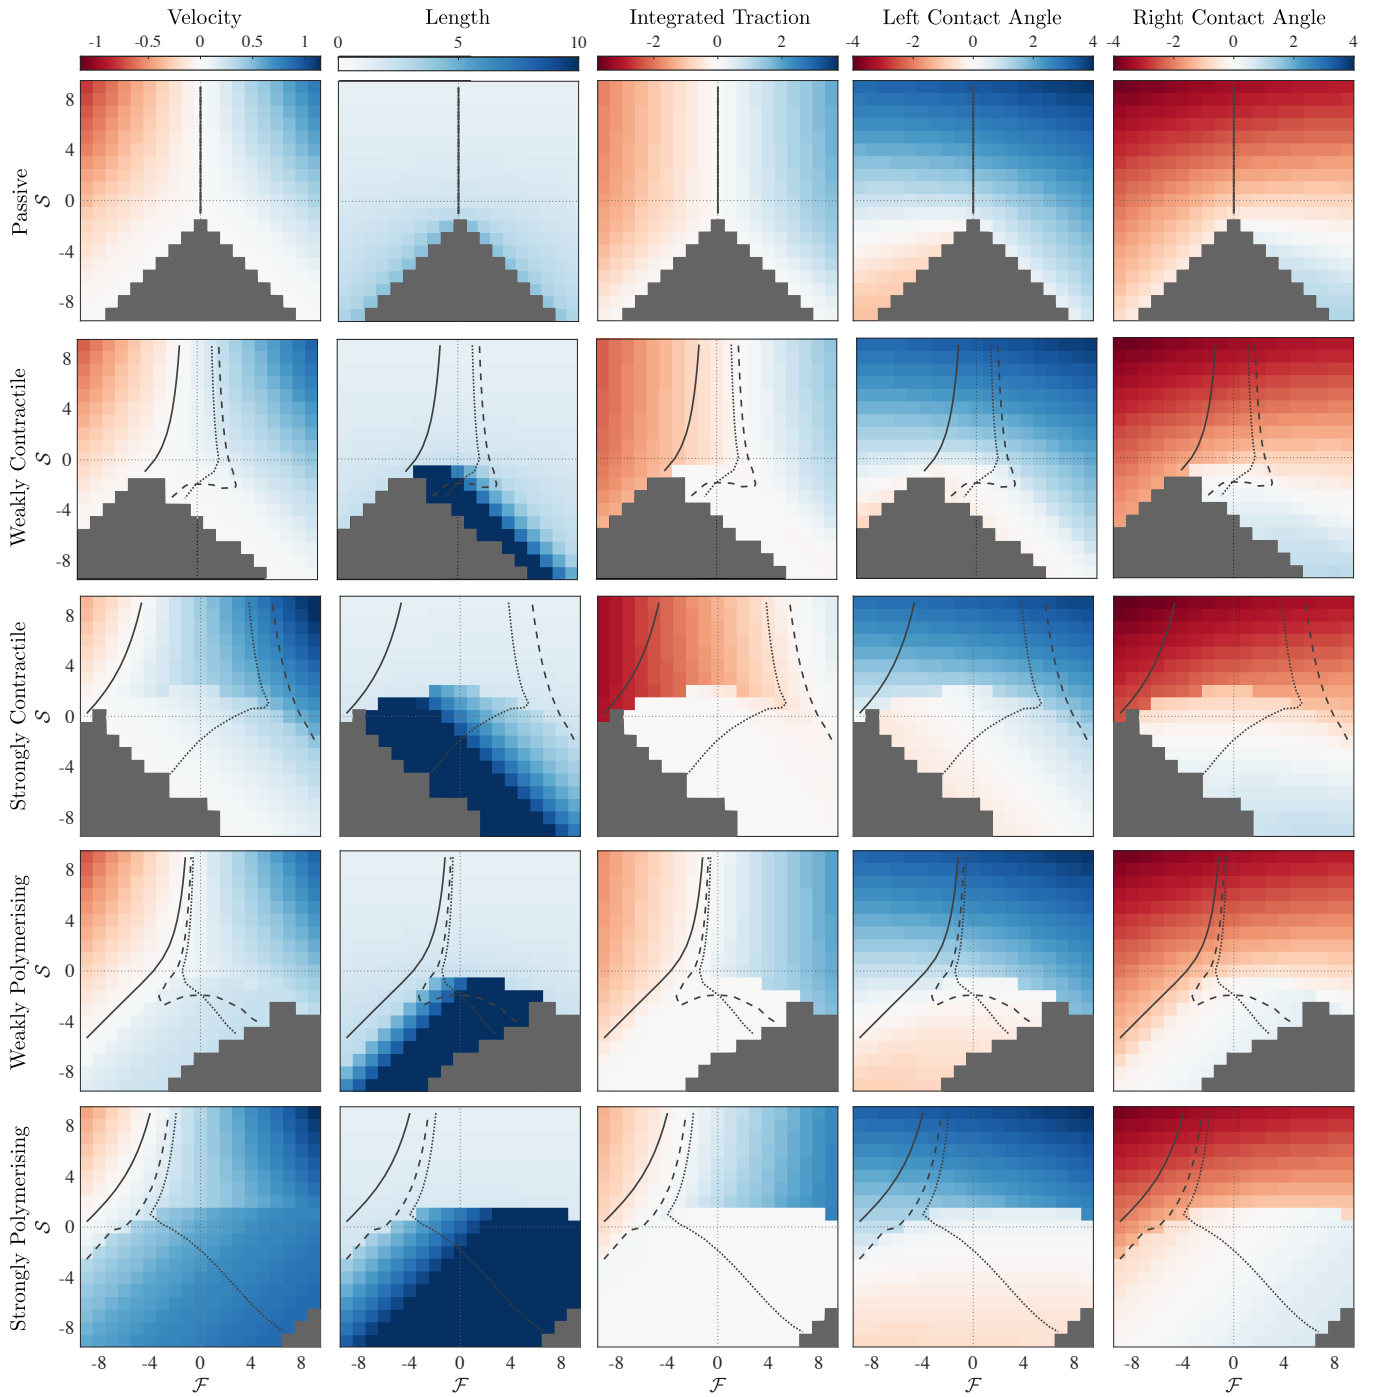 Velocity Length Integrated Traction Left Contact Angle Right Contact Angle
-1 -0.5 0 0.5 1 0 5 10 -2 0 2 -4 -2 0 2 4 -4 -2 0 2 4
Passive
𝒮
8
4
0
-4
-8
Weakly Contractile
𝒮
8
4
0
-4
-8
Strongly Contractile
𝒮
8
4
0
-4
-8
Weakly Polymerising
𝒮
8
4
0
-4
-8
Strongly Polymerising
𝒮
8
4
0
-4
-8
-8 -4 0 4 8 -8 -4 0 4 8 -8 -4 0 4 8 -8 -4 0 4 8 -8 -4 0 4 8
ℱ ℱ ℱ ℱ ℱ